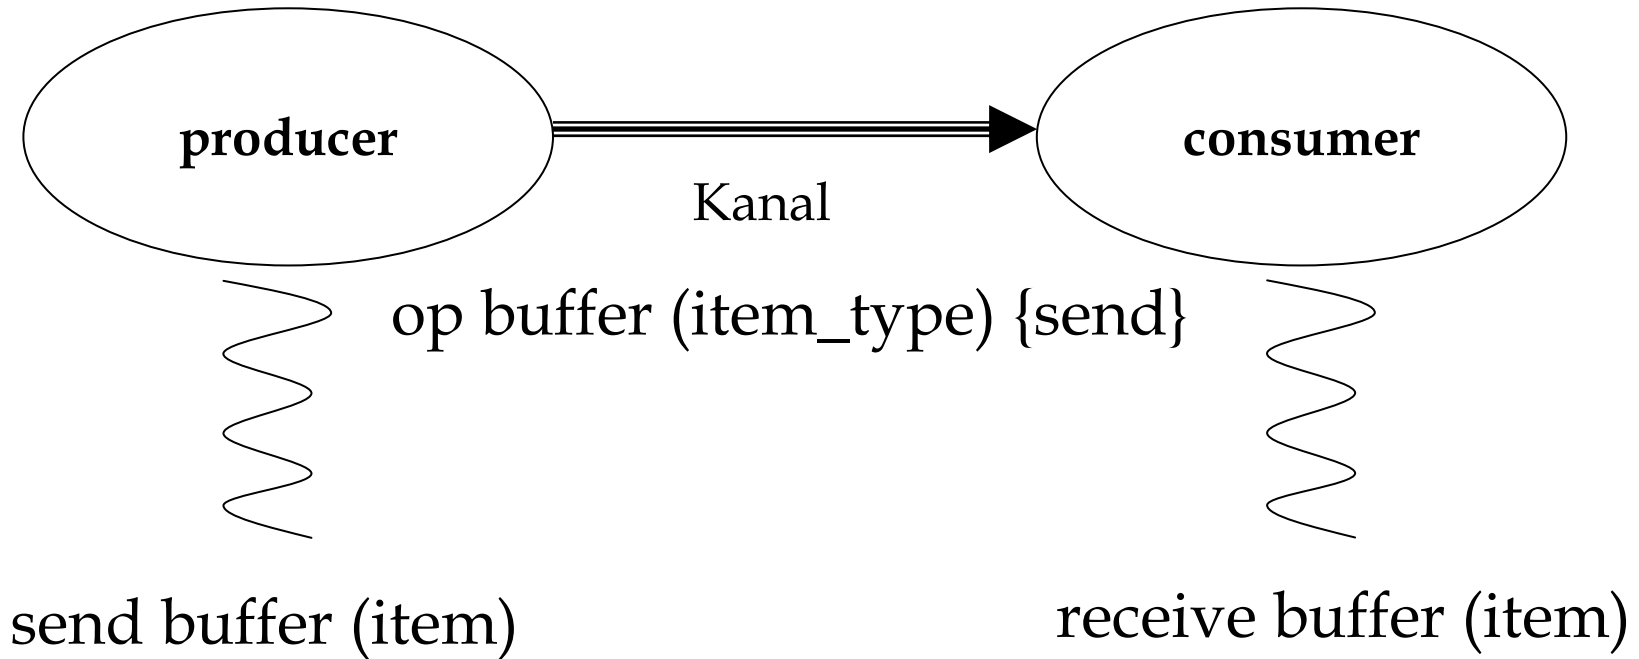 producer
consumer
Kanal
op buffer (item_type) {send}
send buffer (item)
receive buffer (item)